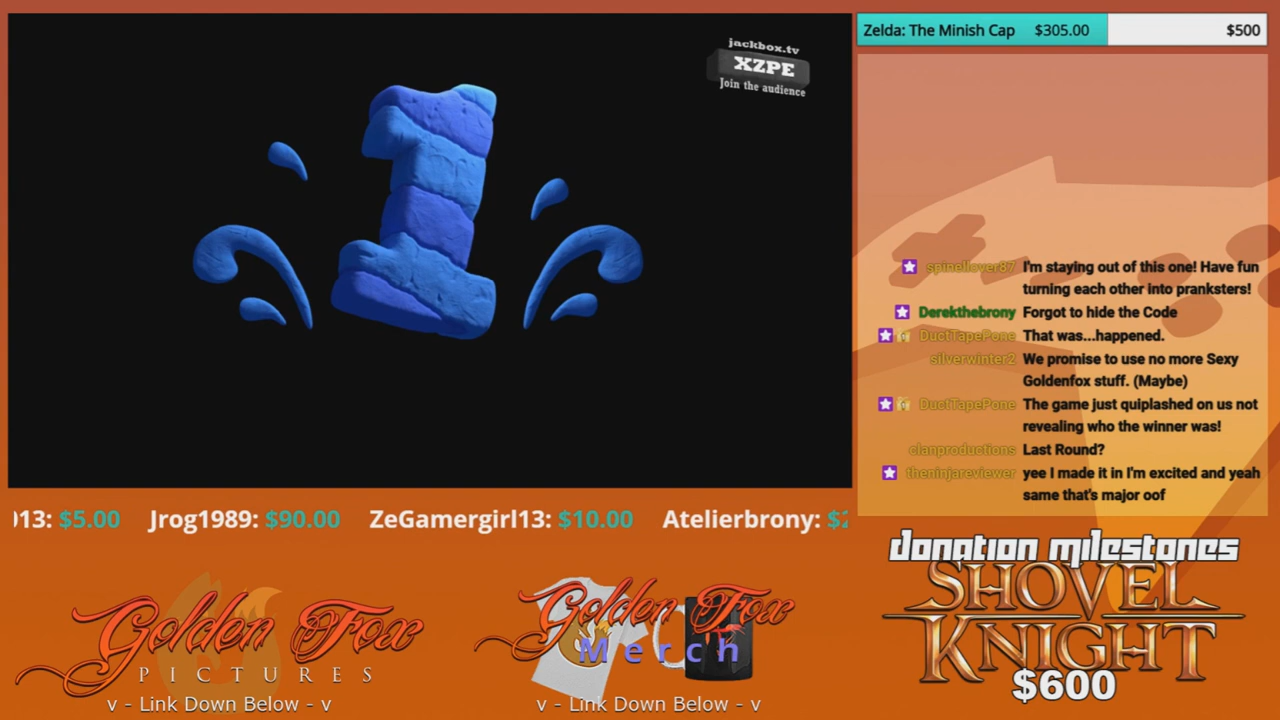 jackbox.tv
XZPE
Join the audience
1
Zelda: The Minish Cap $305.00 $500
spinellover87 I'm staying out of this one! Have fun
turning each other into pranksters!
Derekthebrony Forgot to hide the Code
DuctTapePone That was...happened.
silverwinter2 We promise to use no more Sexy
Goldenfox stuff. (Maybe)
DuctTapePone The game just quiplashed on us not
revealing who the winner was!
clanproductions Last Round?
theninjareviewer yee I made it in I'm excited and yeah
same that's major oof
13: $5.00 Jrog1989: $90.00 ZeGamergirl13: $10.00 Atelierbrony:
donation milestones
SHOVEL
KNIGHT
$600
Golden Fox
PICTURES
v - Link Down Below - v
Golden Fox
Merch
v - Link Down Below - v